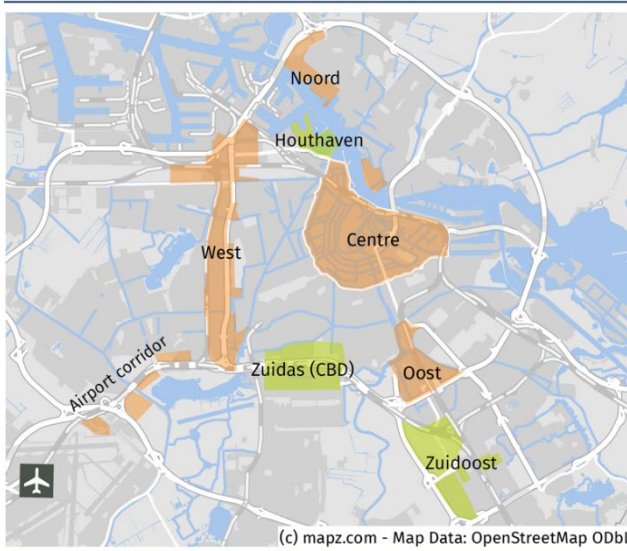 Noord
Houthaven
West
Centre
Airport corridor
Zuidas (CBD)
Oost
Zuidoost
(c) mapz.com - Map Data: OpenStreetMap ODbl